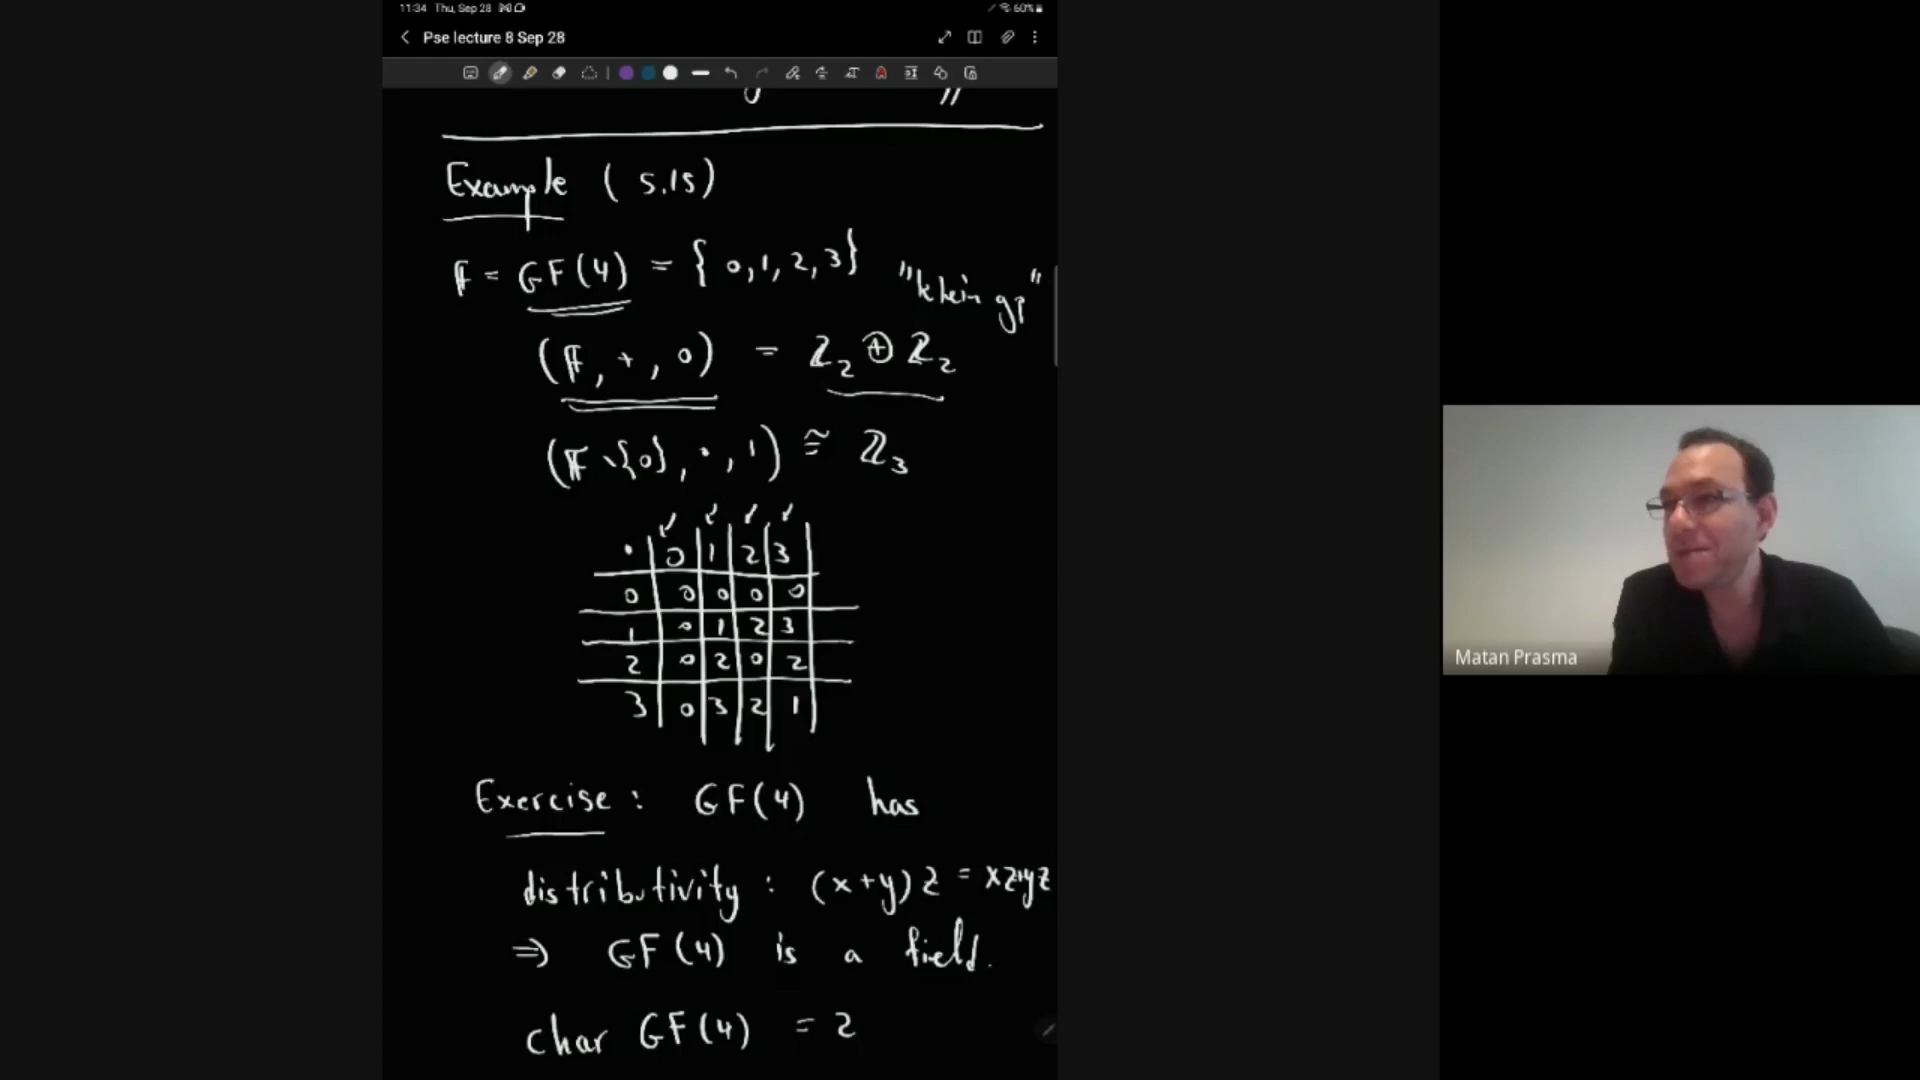 11:34 Thu, Sep 28
60%
Pse lecture 8 Sep 28
Example (5.15)
𝔽 = GF(4) = {0,1,2,3} "klein gp"
(𝔽, +, 0) = ℤ₂ ⊕ ℤ₂
(𝔽∖{0}, ·, 1) ≅ ℤ₃
· | 0 | 1 | 2 | 3
0 | 0 | 0 | 0 | 0
1 | 0 | 1 | 2 | 3
2 | 0 | 2 | 0 | 2
3 | 0 | 3 | 2 | 1
Exercise: GF(4) has
distributivity: (x+y)z = xz+yz
⇒ GF(4) is a field.
char GF(4) = 2
Matan Prasma